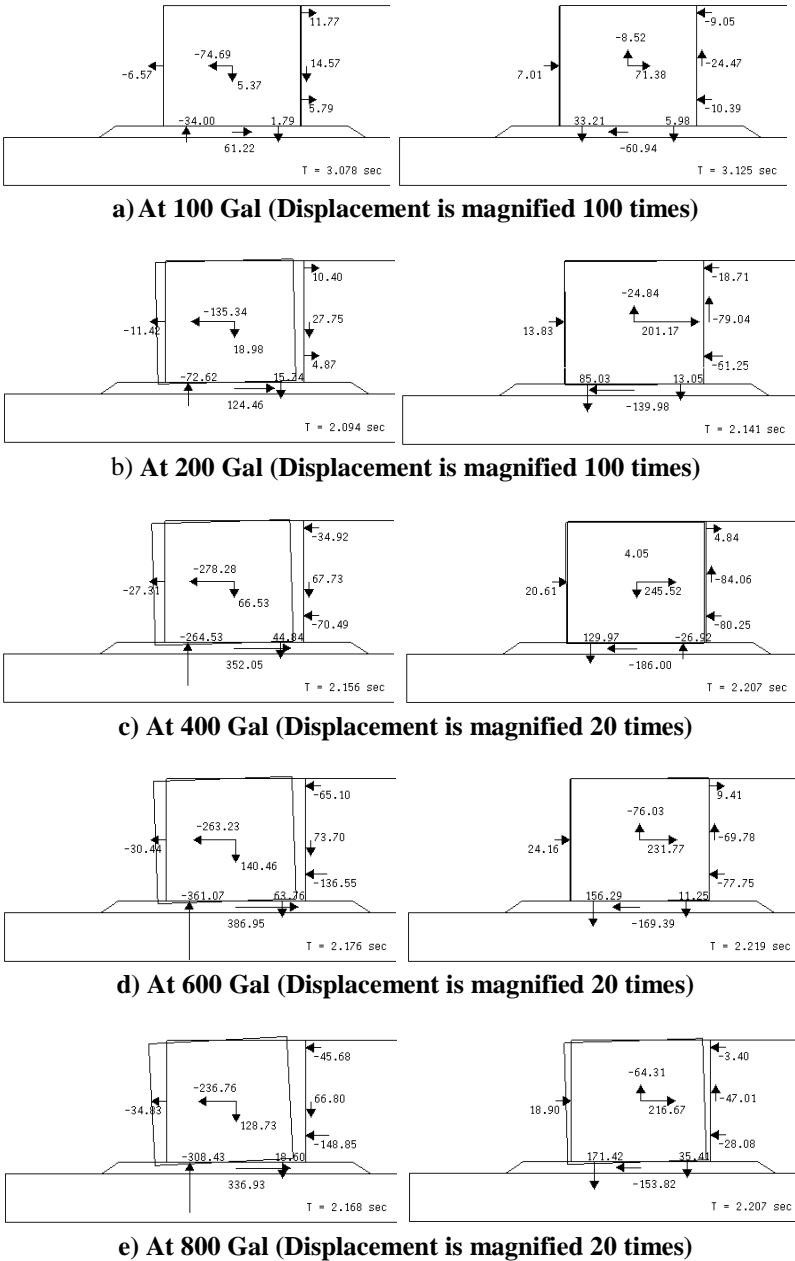 11.77 -9.05
-74.69 -8.52
-6.57 14.57 7.01 -24.47
5.37 71.38
5.79 -10.39
-34.00 1.79 33.21 5.98
61.22 -60.94
T = 3.078 sec T = 3.125 sec
a) At 100 Gal (Displacement is magnified 100 times)
10.40 -18.71
-135.34 -24.84
-11.42 27.75 13.83 -79.04
18.98 201.17
4.87 -61.25
-72.62 15.74 85.03 13.05
124.46 -139.98
T = 2.094 sec T = 2.141 sec
b) At 200 Gal (Displacement is magnified 100 times)
-34.92 4.84
-278.28 4.05
-27.31 67.73 20.61 -84.06
66.53 245.52
-70.49 -80.25
-264.53 44.84 129.97 -26.92
352.05 -186.00
T = 2.156 sec T = 2.207 sec
c) At 400 Gal (Displacement is magnified 20 times)
-65.10 9.41
-263.23 -76.03
-30.44 73.70 24.16 -69.78
140.46 231.77
-136.55 -77.75
-361.07 63.76 156.29 11.25
386.95 -169.39
T = 2.176 sec T = 2.219 sec
d) At 600 Gal (Displacement is magnified 20 times)
-45.68 -3.40
-236.76 -64.31
-34.83 66.80 18.90 -47.01
128.73 216.67
-148.85 -28.08
-308.43 18.60 171.42 35.41
336.93 -153.82
T = 2.168 sec T = 2.207 sec
e) At 800 Gal (Displacement is magnified 20 times)